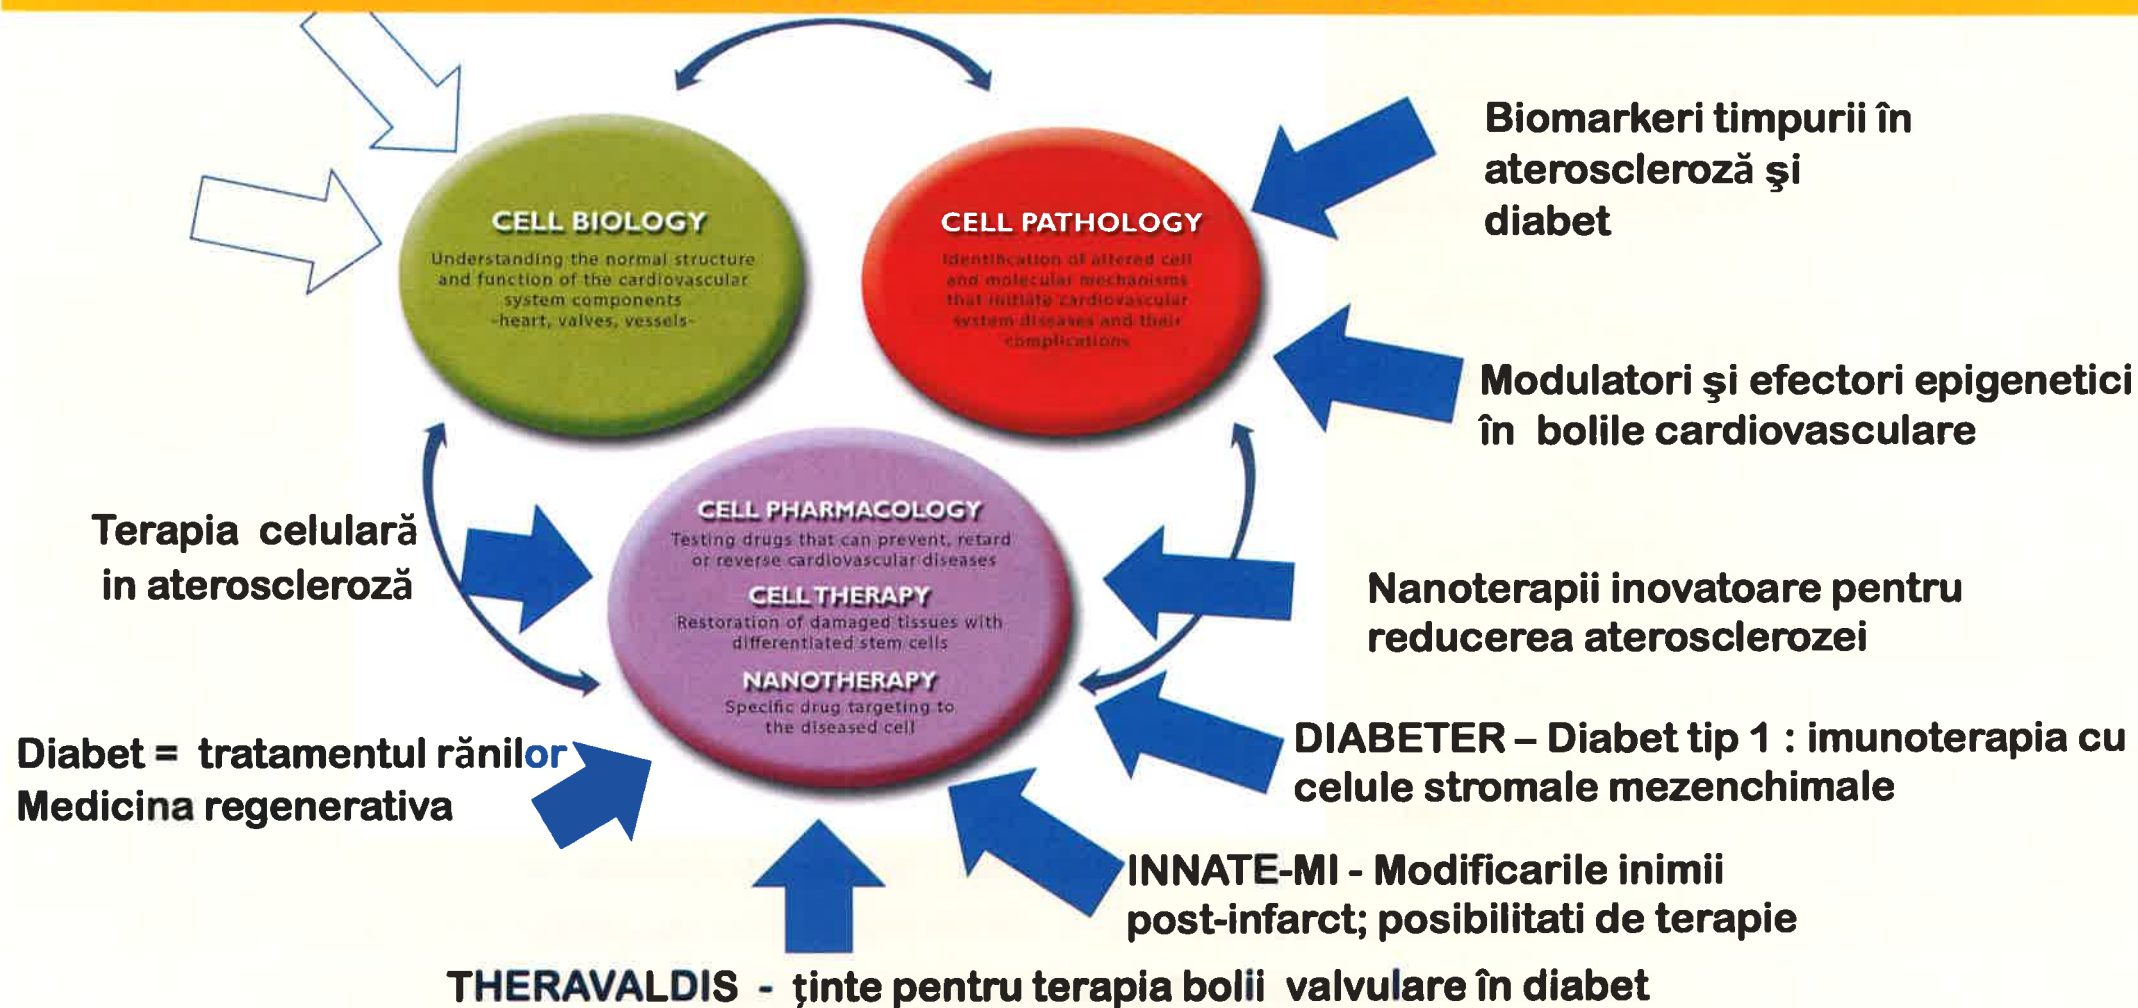 CELL BIOLOGY
Understanding the normal structure
and function of the cardiovascular
system components
-heart, valves, vessels-
CELL PATHOLOGY
Identification of altered cell
and molecular mechanisms
that initiate cardiovascular
system diseases and their
complications
Biomarkeri timpurii în
ateroscleroză şi
diabet
Modulatori şi efectori epigenetici
în bolile cardiovasculare
Terapia celulară
in ateroscleroză
CELL PHARMACOLOGY
Testing drugs that can prevent, retard
or reverse cardiovascular diseases
CELL THERAPY
Restoration of damaged tissues with
differentiated stem cells
NANOTHERAPY
Specific drug targeting to
the diseased cell
Nanoterapii inovatoare pentru
reducerea aterosclerozei
Diabet = tratamentul rănilor
Medicina regenerativa
DIABETER – Diabet tip 1 : imunoterapia cu
celule stromale mezenchimale
INNATE-MI - Modificarile inimii
post-infarct; posibilitati de terapie
THERAVALDIS - ţinte pentru terapia bolii valvulare în diabet